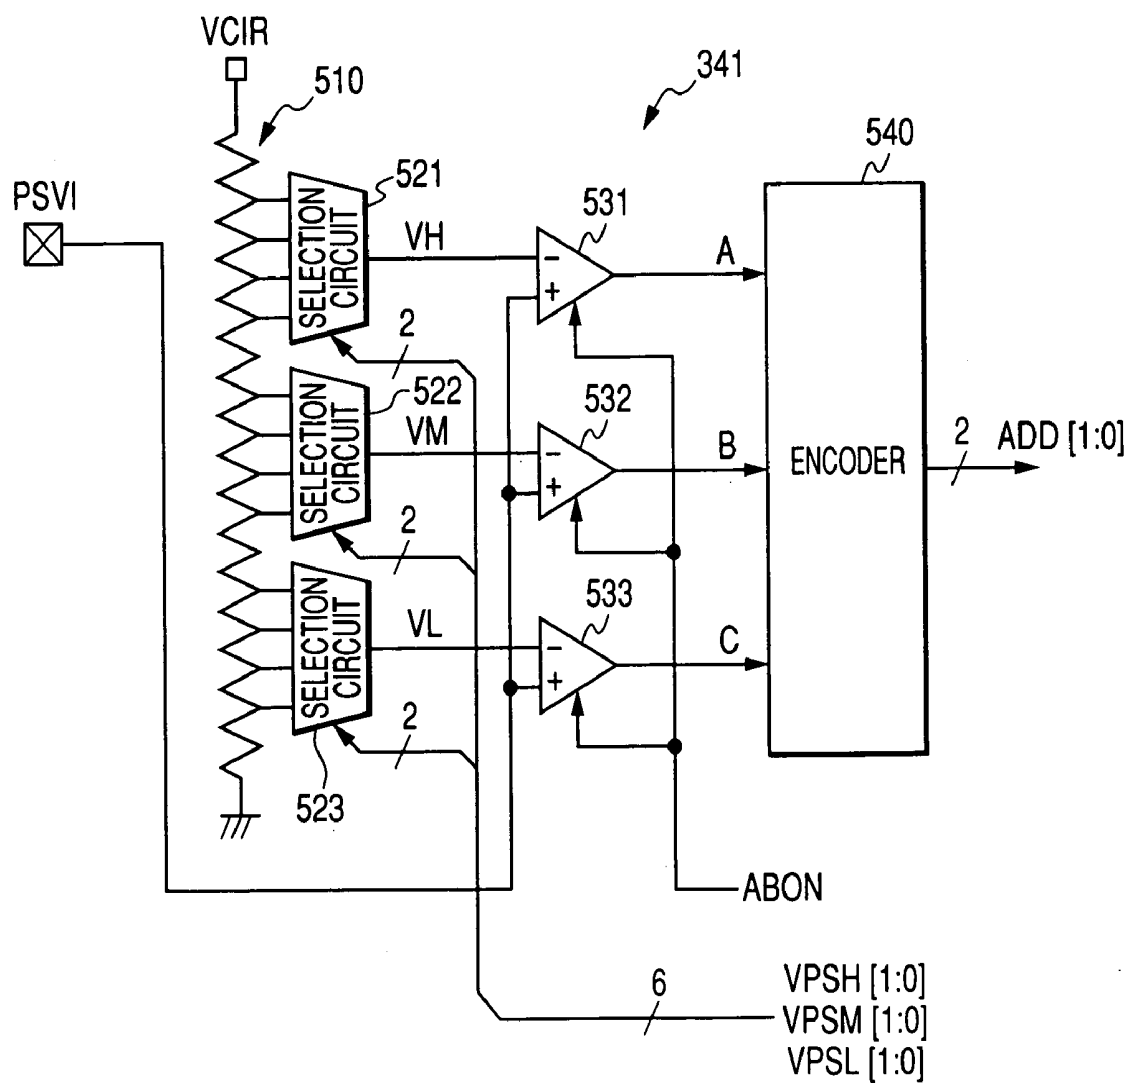 VCIR
510
341
540
PSVI
521
SELECTION
CIRCUIT
VH
531
-
+
A
2
522
SELECTION
CIRCUIT
VM
532
-
+
B
ENCODER
2
ADD [1:0]
2
SELECTION
CIRCUIT
VL
533
-
+
C
2
523
ABON
6
VPSH [1:0]
VPSM [1:0]
VPSL [1:0]